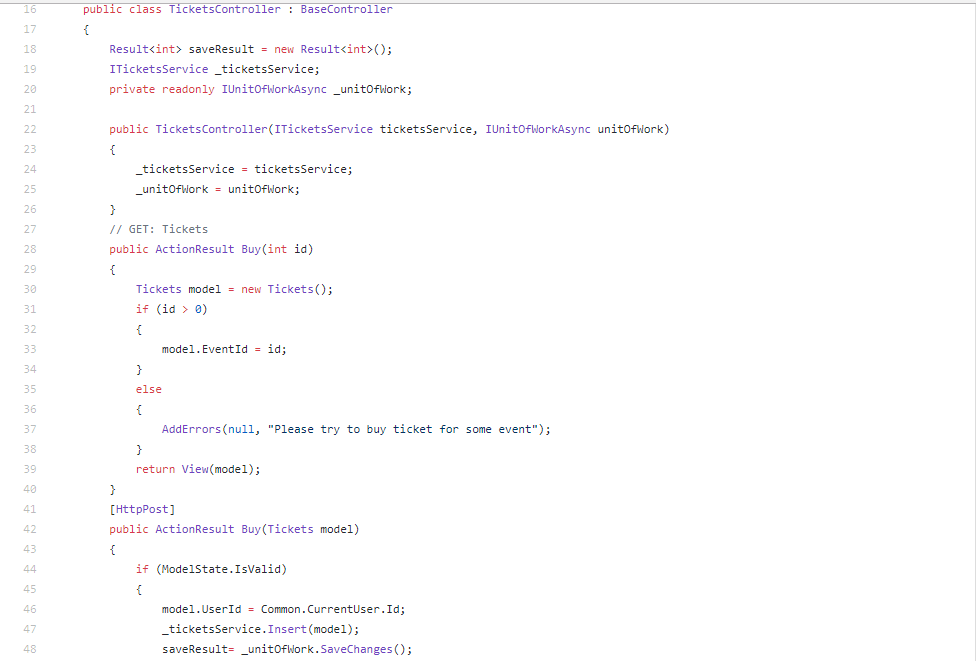 16 public class TicketsController : BaseController
17 {
18 Result<int> saveResult = new Result<int>();
19 ITicketsService _ticketsService;
20 private readonly IUnitOfWorkAsync _unitOfWork;
21
22 public TicketsController(ITicketsService ticketsService, IUnitOfWorkAsync unitOfWork)
23 {
24 _ticketsService = ticketsService;
25 _unitOfWork = unitOfWork;
26 }
27 // GET: Tickets
28 public ActionResult Buy(int id)
29 {
30 Tickets model = new Tickets();
31 if (id > 0)
32 {
33 model.EventId = id;
34 }
35 else
36 {
37 AddErrors(null, "Please try to buy ticket for some event");
38 }
39 return View(model);
40 }
41 [HttpPost]
42 public ActionResult Buy(Tickets model)
43 {
44 if (ModelState.IsValid)
45 {
46 model.UserId = Common.CurrentUser.Id;
47 _ticketsService.Insert(model);
48 saveResult= _unitOfWork.SaveChanges();